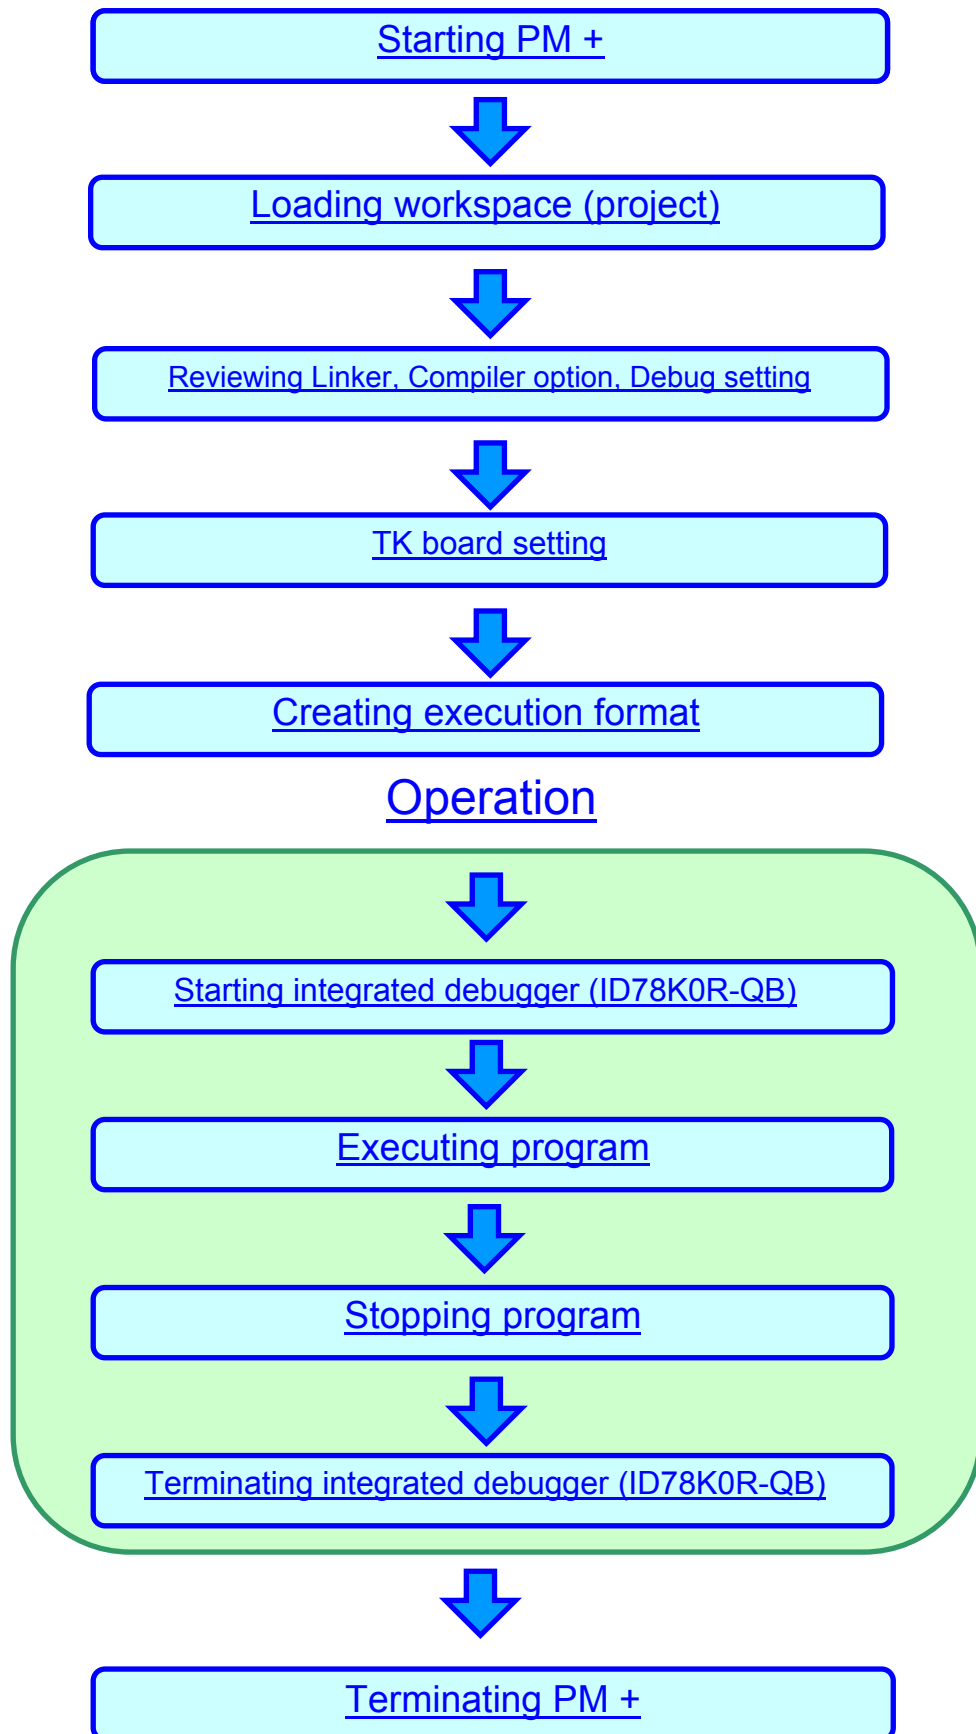 Starting PM +
Loading workspace (project)
Reviewing Linker, Compiler option, Debug setting
TK board setting
Creating execution format
Operation
Starting integrated debugger (ID78K0R-QB)
Executing program
Stopping program
Terminating integrated debugger (ID78K0R-QB)
Terminating PM +